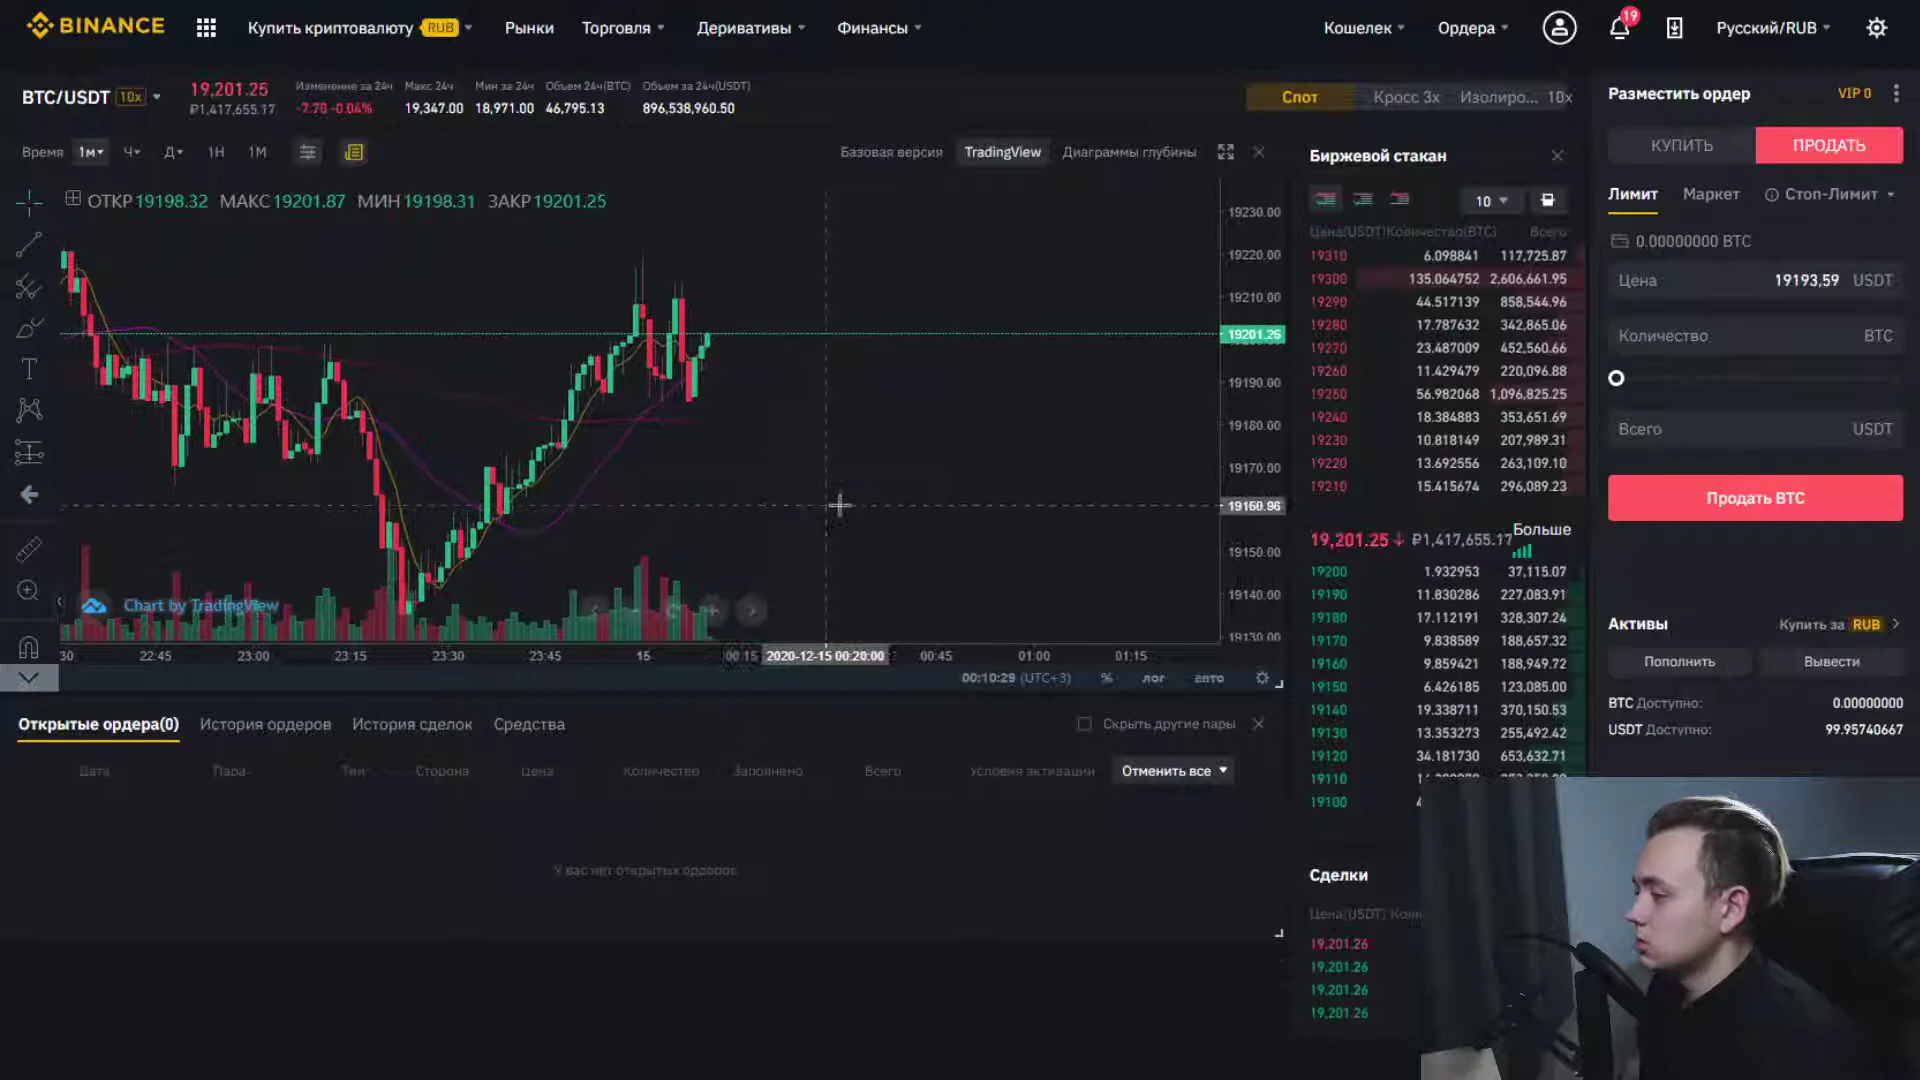 BINANCE
Купить криптовалюту RUB
Рынки
Торговля
Деривативы
Финансы
Кошелек
Ордера
19
Русский/RUB
BTC/USDT 10x
19,201.25
₽1,417,655.17
Изменение за 24ч
-7.78 -0.04%
Макс 24ч
19,347.00
Мин за 24ч
18,971.00
Объем 24ч(BTC)
46,795.13
Объем за 24ч(USDT)
896,538,960.50
Спот
Кросс 3x
Изолиро... 10x
Время 1м Ч Д 1Н 1М
Базовая версия
TradingView
Диаграммы глубины
ОТКР 19198.32 МАКС 19201.87 МИН 19198.31 ЗАКР 19201.25
19230.00
19220.00
19210.00
19201.26
19190.00
19180.00
19170.00
19160.96
19150.00
19140.00
19130.00
Chart by TradingView
30 22:45 23:00 23:15 23:30 23:45 15 00:15 2020-12-15 00:20:00 00:45 01:00 01:15
00:10:29 (UTC+3) % лог авто
Открытые ордера(0)
История ордеров
История сделок
Средства
Скрыть другие пары
Дата Пара Тип Сторона Цена Количество Заполнено Всего Условия активации Отменить все
У вас нет открытых ордеров.
Биржевой стакан
10
Цена(USDT) Количество(BTC) Всего
19310 6.098841 117,725.87
19300 135.064752 2,606,661.95
19290 44.517139 858,544.96
19280 17.787632 342,865.06
19270 23.487009 452,560.66
19260 11.429479 220,096.88
19250 56.982068 1,096,825.25
19240 18.384883 353,651.69
19230 10.818149 207,989.31
19220 13.692556 263,109.10
19210 15.415674 296,089.23
19,201.25↓ ₽1,417,655.17 Больше
19200 1.932953 37,115.07
19190 11.830286 227,083.91
19180 17.112191 328,307.24
19170 9.838589 188,657.32
19160 9.859421 188,949.72
19150 6.426185 123,085.00
19140 19.338711 370,150.53
19130 13.353273 255,492.42
19120 34.181730 653,632.71
19110
19100
Сделки
Цена(USDT)
19,201.26
19,201.26
19,201.26
19,201.26
Разместить ордер
VIP 0
КУПИТЬ
ПРОДАТЬ
Лимит
Маркет
Стоп-Лимит
0.00000000 BTC
Цена 19193,59 USDT
Количество BTC
Всего USDT
Продать BTC
Активы
Купить за RUB
Пополнить
Вывести
BTC Доступно: 0.00000000
USDT Доступно: 99.95740667